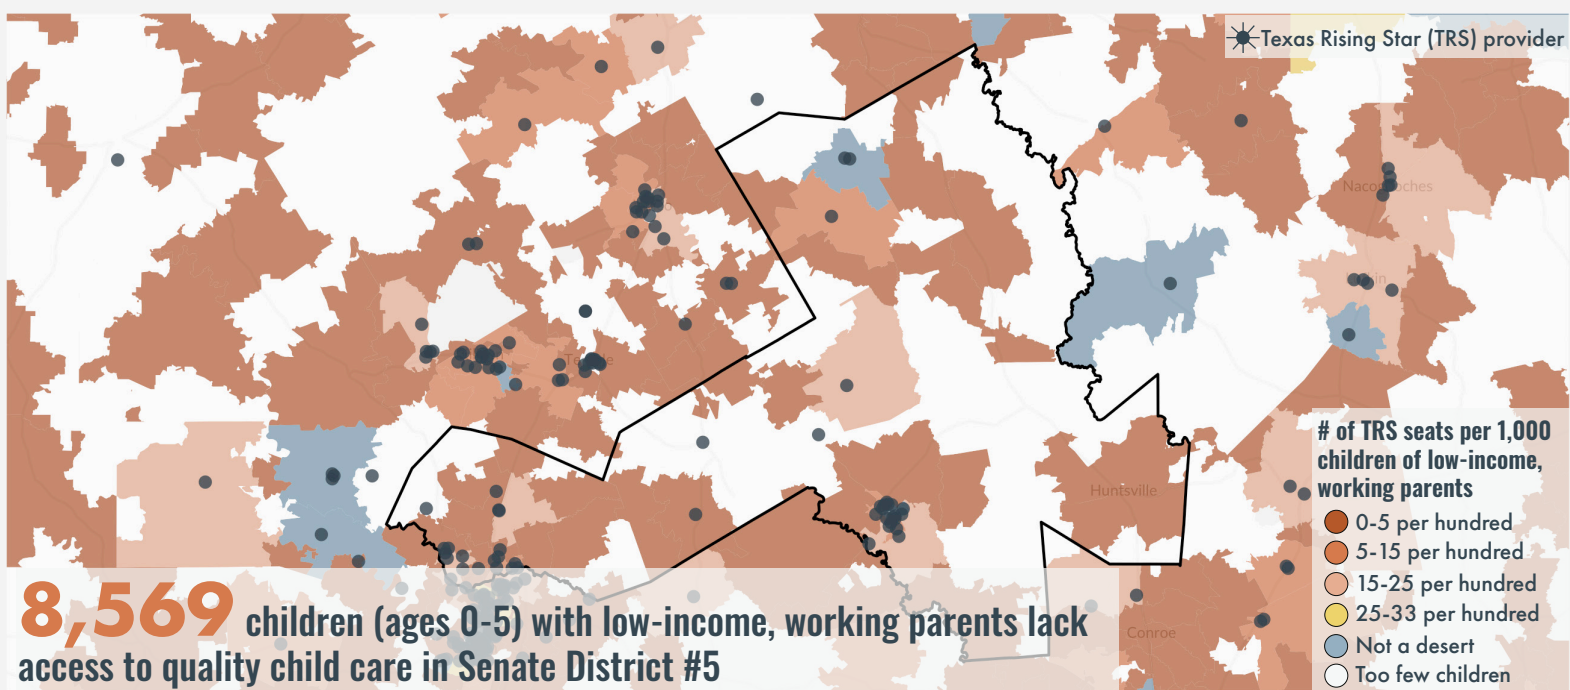 Texas Rising Star (TRS) provider
Nacogdoches
Huntsville
Conroe
# of TRS seats per 1,000
children of low-income,
working parents
0-5 per hundred
5-15 per hundred
15-25 per hundred
25-33 per hundred
Not a desert
Too few children
8,569 children (ages 0-5) with low-income, working parents lack
access to quality child care in Senate District #5